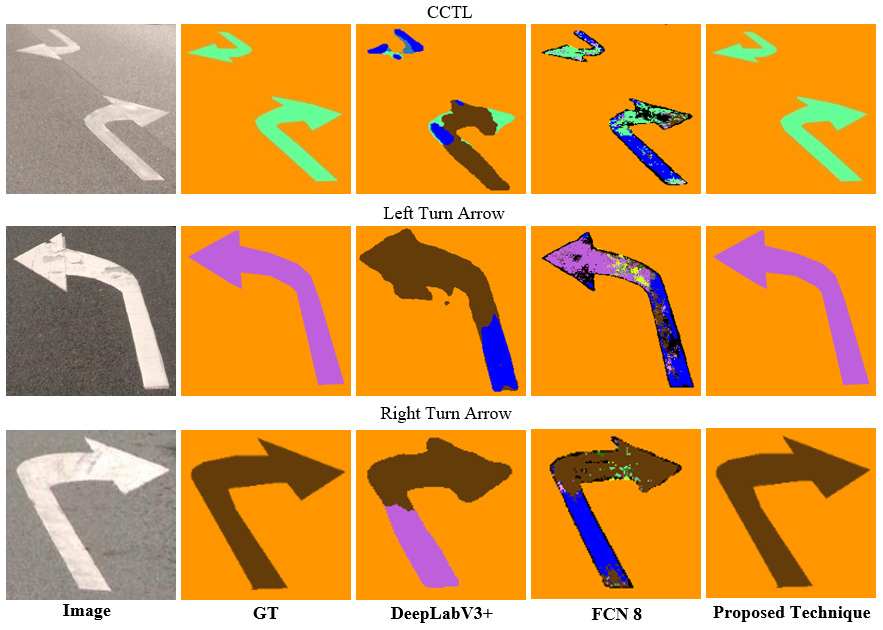 CCTL
Left Turn Arrow
Right Turn Arrow
Image GT DeepLabV3+ FCN 8 Proposed Technique